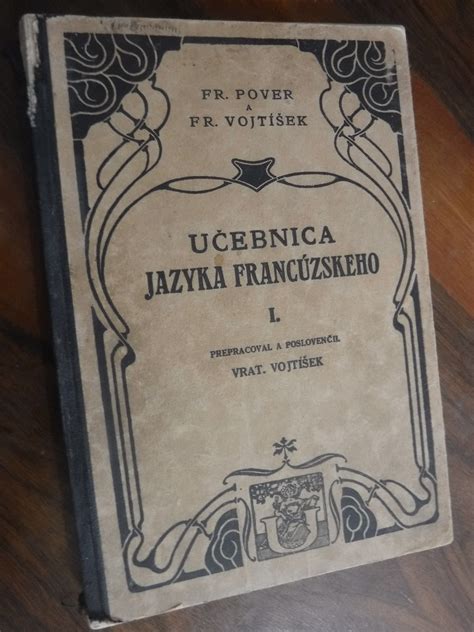 FR. POVER
A
FR. VOJTÍŠEK
UČEBNICA
JAZYKA FRANCÚZSKEHO
I.
PREPRACOVAL A POSLOVENČIL
VRAT. VOJTÍŠEK